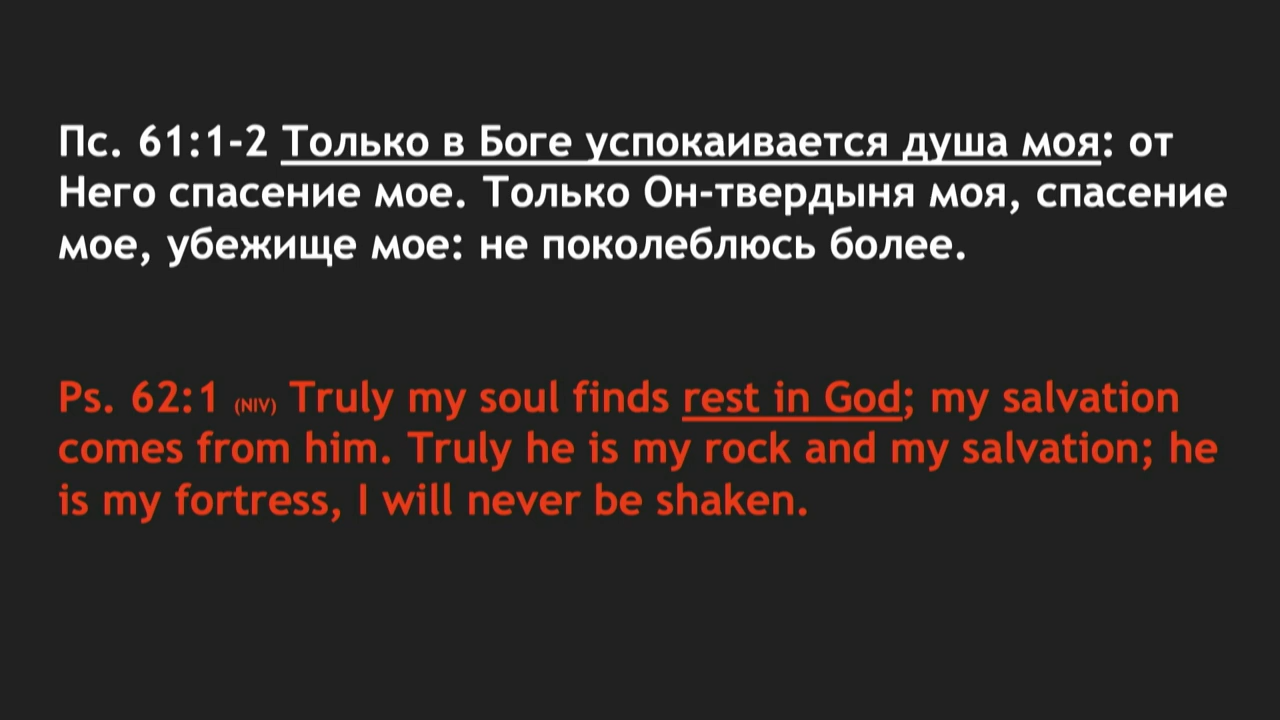 Пс. 61:1-2 Только в Боге успокаивается душа моя: от
Него спасение мое. Только Он-твердыня моя, спасение
мое, убежище мое: не поколеблюсь более.
Ps. 62:1 (NIV) Truly my soul finds rest in God; my salvation
comes from him. Truly he is my rock and my salvation; he
is my fortress, I will never be shaken.